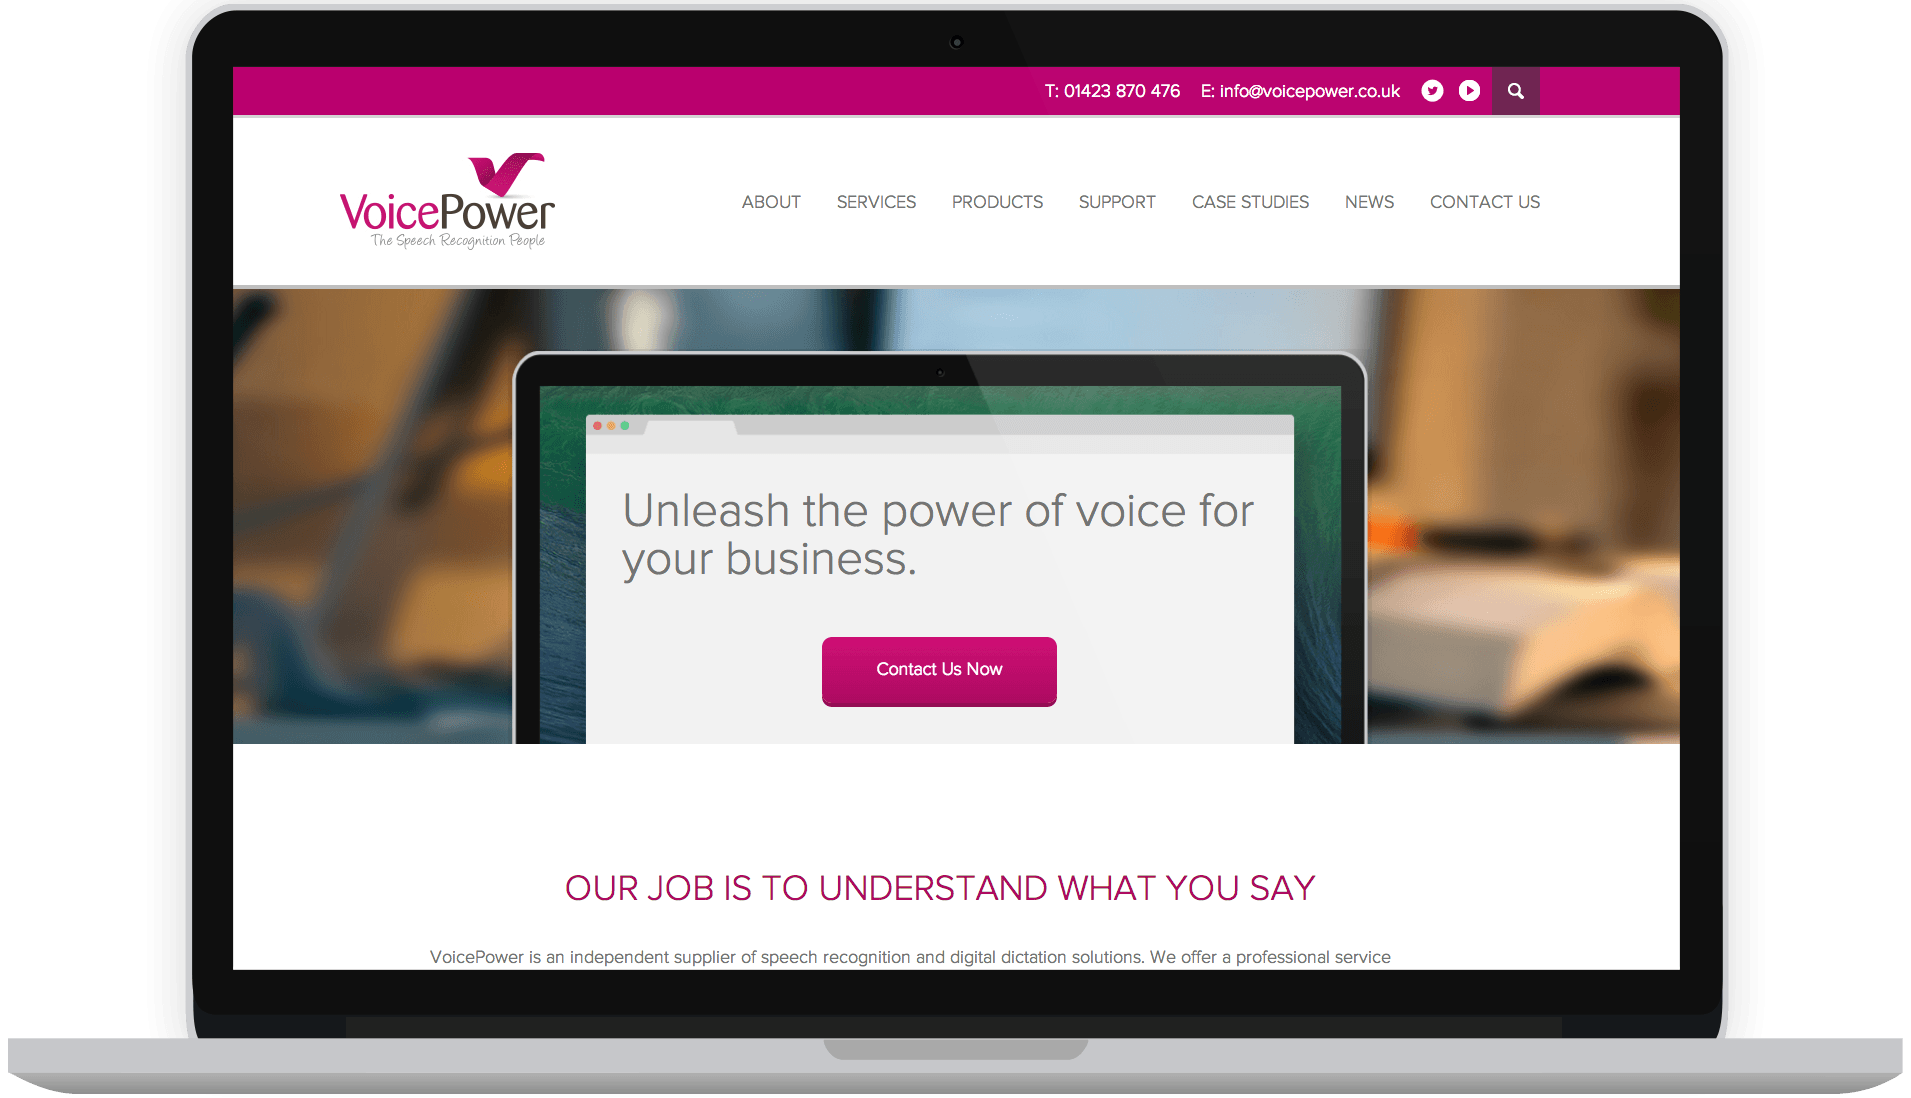 T: 01423 870 476 E: info@voicepower.co.uk
VoicePower
The Speech Recognition People
ABOUT SERVICES PRODUCTS SUPPORT CASE STUDIES NEWS CONTACT US
Unleash the power of voice for
your business.
Contact Us Now
OUR JOB IS TO UNDERSTAND WHAT YOU SAY
VoicePower is an independent supplier of speech recognition and digital dictation solutions. We offer a professional service